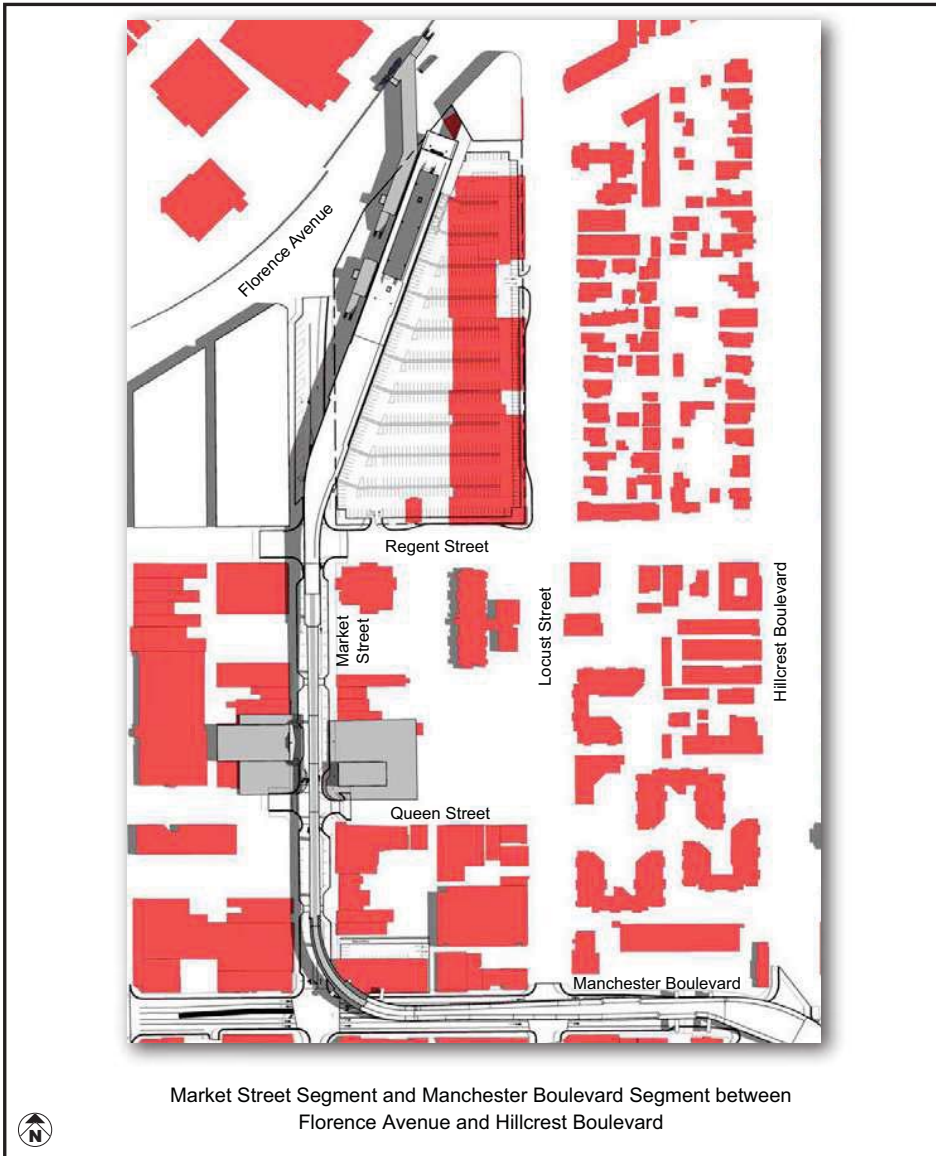 Florence Avenue
Regent Street
Market
Street
Locust Street
Hillcrest Boulevard
Queen Street
Manchester Boulevard
Market Street Segment and Manchester Boulevard Segment between
Florence Avenue and Hillcrest Boulevard
N